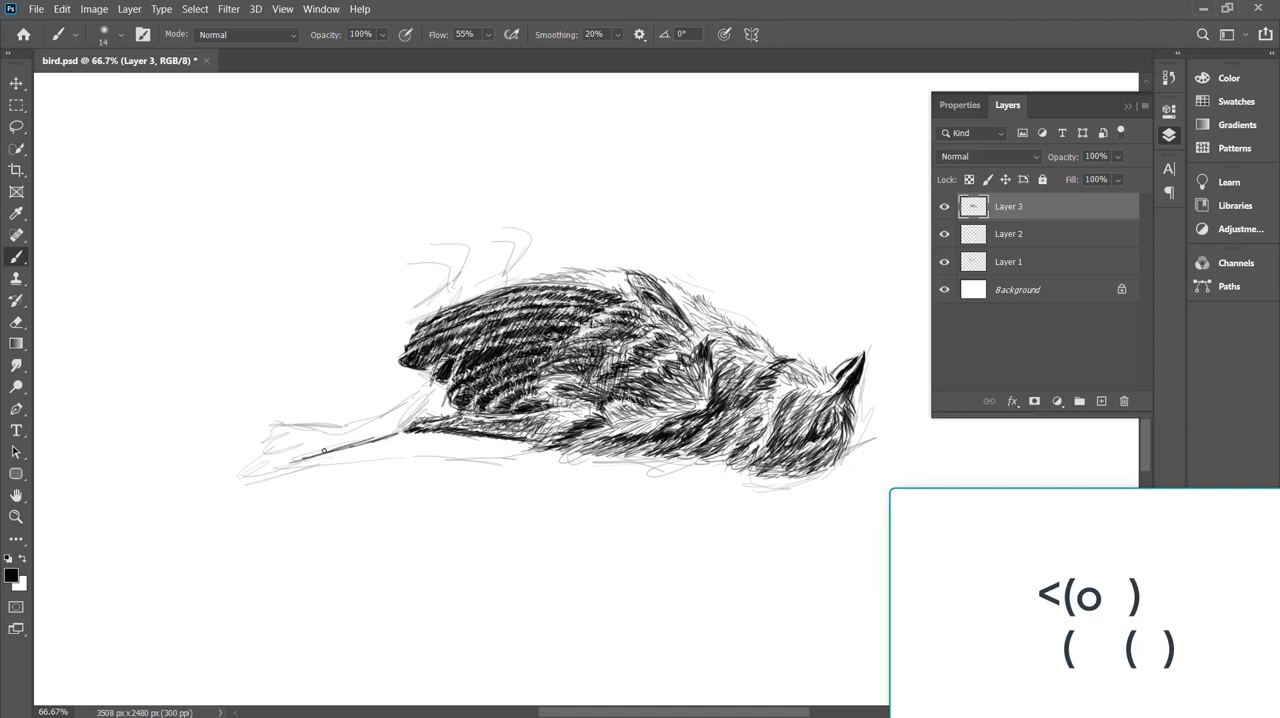 Ps File Edit Image Layer Type Select Filter 3D View Window Help
14 Mode: Normal Opacity: 100% Flow: 55% Smoothing: 20% 0°
bird.psd @ 66.7% (Layer 3, RGB/8) * ×
Properties Layers
Kind
Normal Opacity: 100%
Lock: Fill: 100%
Layer 3
Layer 2
Layer 1
Background
fx
Color
Swatches
Gradients
Patterns
Learn
Libraries
Adjustme...
Channels
Paths
<(o )
( ( )
66.67% 3508 px x 2480 px (300 ppi)